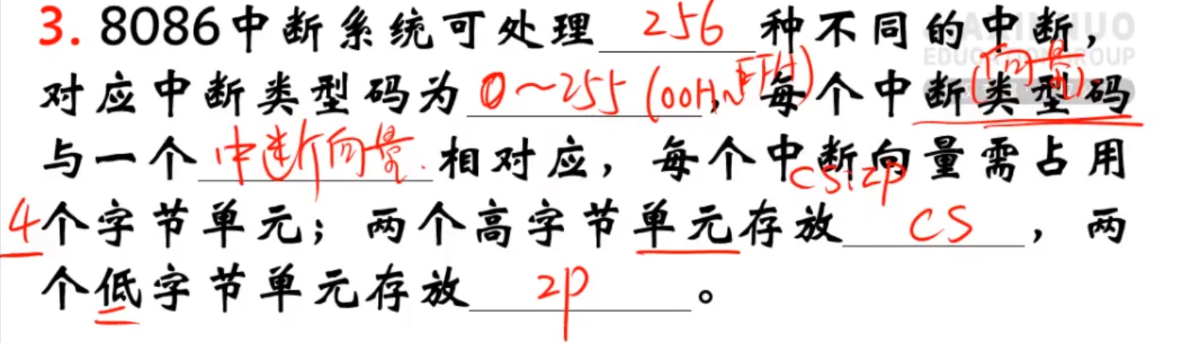 3. 8086中断系统可处理 256 种不同的中断,
对应中断类型码为 0～255 (00H~FFH), 每个中断类型码
(向量)
与一个 中断向量. 相对应，每个中断向量需占用
CS:IP
4个字节单元；两个高字节单元存放 CS ，两
个低字节单元存放 IP 。